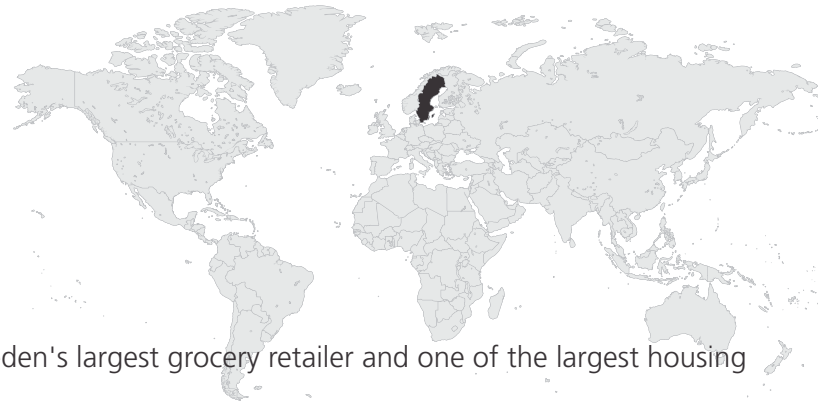 den's largest grocery retailer and one of the largest housing